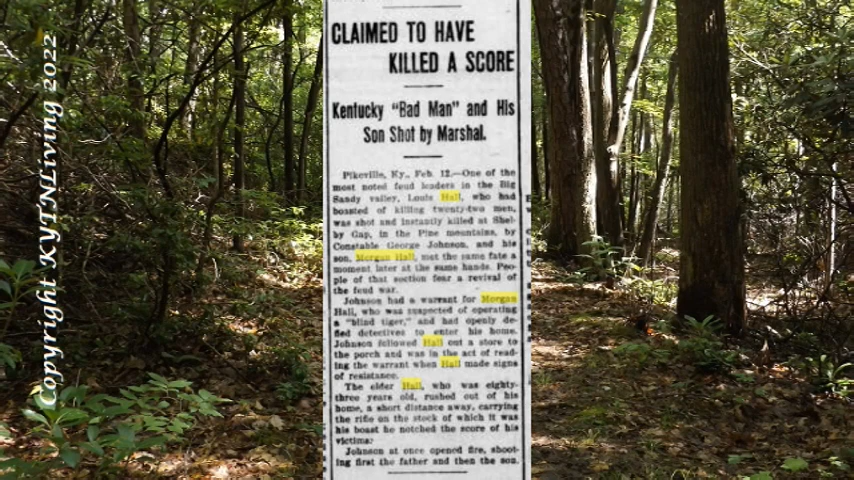 CLAIMED TO HAVE
KILLED A SCORE
Kentucky "Bad Man" and His
Son Shot by Marshal.
Pikeville, Ky., Feb. 12.—One of the
most noted feud leaders in the Big
Sandy valley, Louis Hall, who had
boasted of killing twenty-two men,
was shot and instantly killed at Shel-
by Gap, in the Pine mountains, by
Constable George Johnson, and his
son, Morgan Hall, met the same fate a
moment later at the same hands. Peo-
ple of that section fear a revival of
the feud war.
Johnson had a warrant for Morgan
Hall, who was suspected of operating
a "blind tiger," and had openly de-
fied detectives to enter his home.
Johnson followed Hall out a store to
the porch and was in the act of read-
ing the warrant when Hall made signs
of resistance.
The elder Hall, who was eighty-
three years old, rushed out of his
home, a short distance away, carrying
the rifle on the stock of which it was
his boast he notched the score of his
victims.
Johnson at once opened fire, shoot-
ing first the father and then the son.
Copyright KYTNLiving 2022